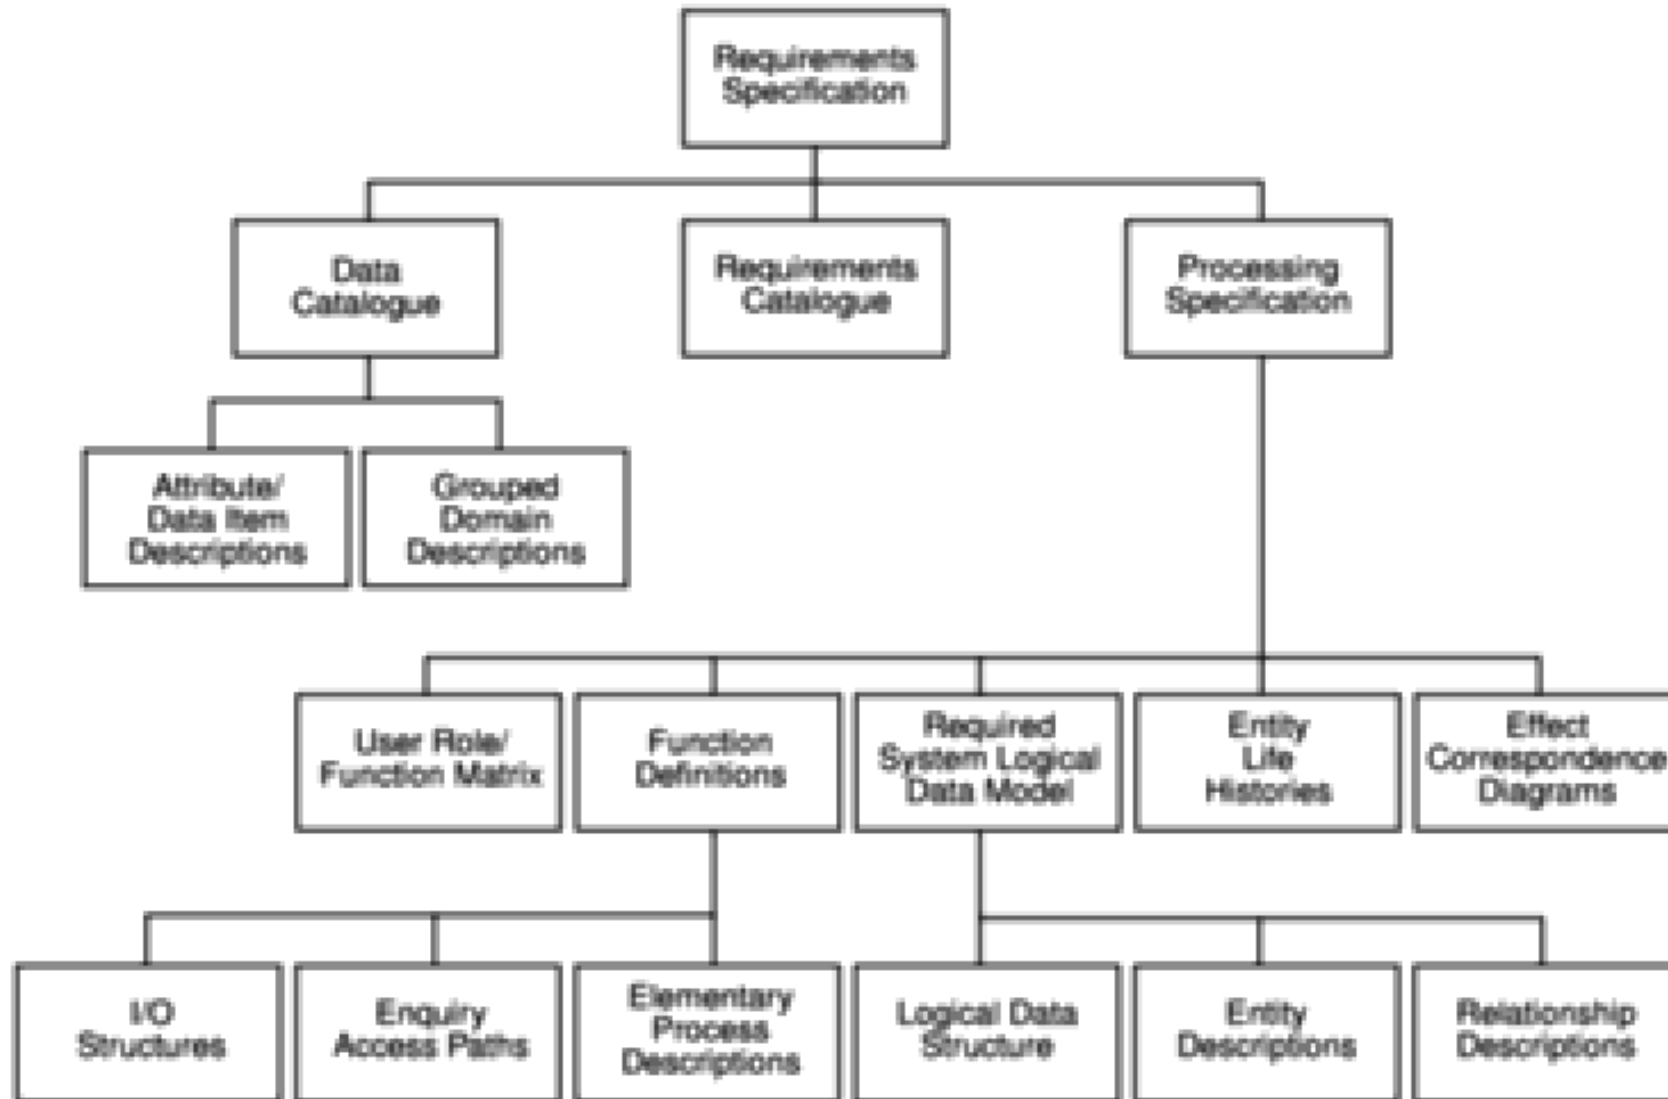 Requirements
Specification
Data
Catalogue
Requirements
Catalogue
Processing
Specification
Attribute/
Data Item
Descriptions
Grouped
Domain
Descriptions
User Role/
Function Matrix
Function
Definitions
Required
System Logical
Data Model
Entity
Life
Histories
Effect
Correspondence
Diagrams
I/O
Structures
Enquiry
Access Paths
Elementary
Process
Descriptions
Logical Data
Structure
Entity
Descriptions
Relationship
Descriptions